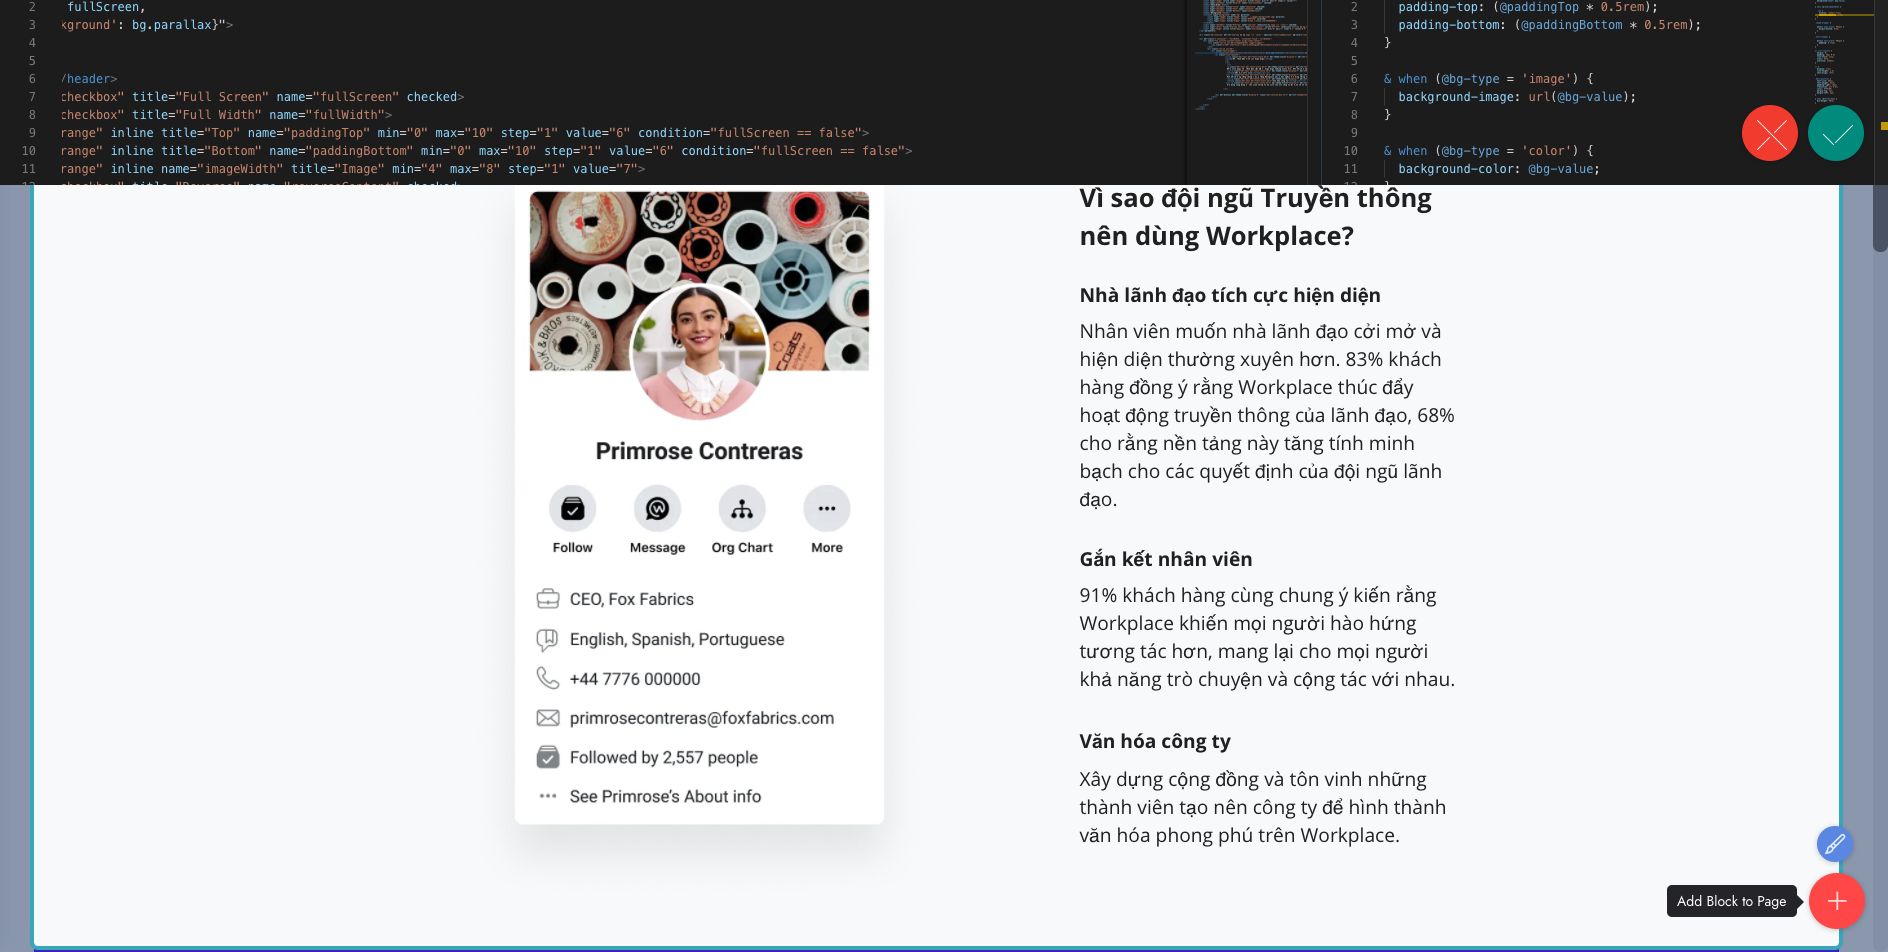 2 fullScreen,
3 kground': bg.parallax}">
4
5
6 /header>
7 checkbox" title="Full Screen" name="fullScreen" checked>
8 checkbox" title="Full Width" name="fullWidth">
9 range" inline title="Top" name="paddingTop" min="0" max="10" step="1" value="6" condition="fullScreen == false">
10 range" inline title="Bottom" name="paddingBottom" min="0" max="10" step="1" value="6" condition="fullScreen == false">
11 range" inline name="imageWidth" title="Image" min="4" max="8" step="1" value="7">
2 padding-top: (@paddingTop * 0.5rem);
3 padding-bottom: (@paddingBottom * 0.5rem);
4 }
5
6 & when (@bg-type = 'image') {
7 background-image: url(@bg-value);
8 }
9
10 & when (@bg-type = 'color') {
11 background-color: @bg-value;
coats
Primrose Contreras
Follow Message Org Chart More
CEO, Fox Fabrics
English, Spanish, Portuguese
+44 7776 000000
primrosecontreras@foxfabrics.com
Followed by 2,557 people
See Primrose's About info
Vì sao đội ngũ Truyền thông
nên dùng Workplace?
Nhà lãnh đạo tích cực hiện diện
Nhân viên muốn nhà lãnh đạo cởi mở và
hiện diện thường xuyên hơn. 83% khách
hàng đồng ý rằng Workplace thúc đẩy
hoạt động truyền thông của lãnh đạo, 68%
cho rằng nền tảng này tăng tính minh
bạch cho các quyết định của đội ngũ lãnh
đạo.
Gắn kết nhân viên
91% khách hàng cùng chung ý kiến rằng
Workplace khiến mọi người hào hứng
tương tác hơn, mang lại cho mọi người
khả năng trò chuyện và cộng tác với nhau.
Văn hóa công ty
Xây dựng cộng đồng và tôn vinh những
thành viên tạo nên công ty để hình thành
văn hóa phong phú trên Workplace.
Add Block to Page